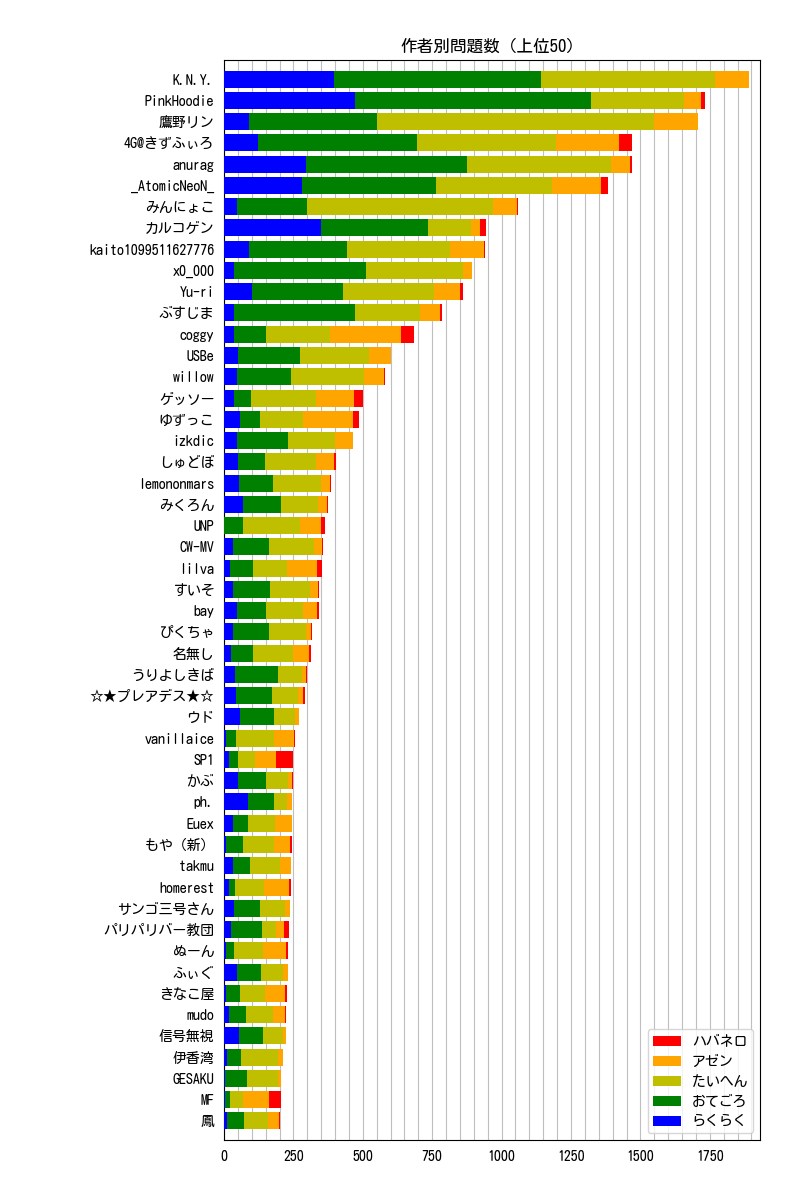 作者別問題数 (上位50)
K.N.Y.
PinkHoodie
鷹野リン
4G@きずふぃろ
anurag
_AtomicNeoN_
みんにょこ
カルコゲン
kaito1099511627776
x0_000
Yu-ri
ぶすじま
coggy
USBe
willow
ゲッソー
ゆずっこ
izkdic
しゅどぼ
lemononmars
みくろん
UNP
CW-MV
lilva
すいそ
bay
ぴくちゃ
名無し
うりよしきば
☆★プレアデス★☆
ウド
vanillaice
SP1
かぶ
ph.
Euex
もや (新)
takmu
homerest
サンゴ三号さん
パリパリバー教団
ぬーん
ふぃぐ
きなこ屋
mudo
信号無視
伊香湾
GESAKU
MF
鳳
0 250 500 750 1000 1250 1500 1750
ハバネロ
アゼン
たいへん
おてごろ
らくらく